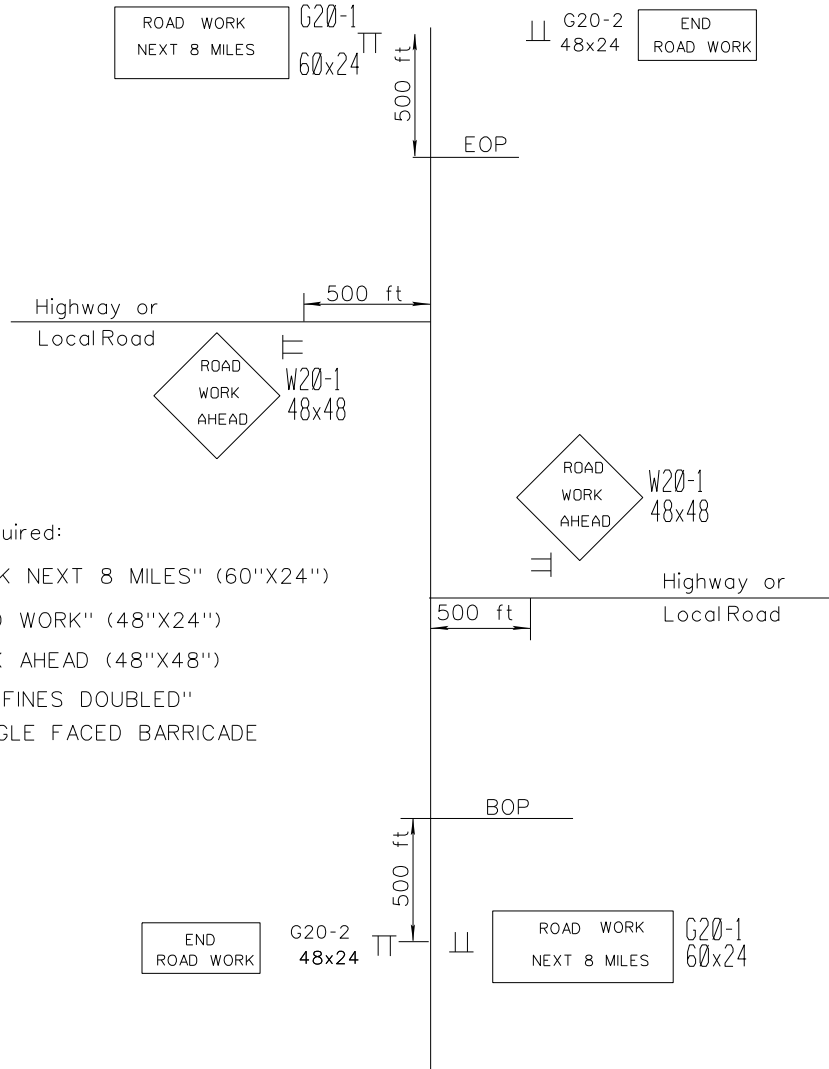 ROAD WORK
NEXT 8 MILES
G20-1
60x24
500 ft
G20-2
48x24
END
ROAD WORK
EOP
500 ft
Highway or
Local Road
ROAD
WORK
AHEAD
W20-1
48x48
ROAD
WORK
AHEAD
W20-1
48x48
uired:
K NEXT 8 MILES" (60"X24")
D WORK" (48"X24")
K AHEAD (48"X48")
FINES DOUBLED"
GLE FACED BARRICADE
Highway or
Local Road
500 ft
BOP
500 ft
END
ROAD WORK
G20-2
48x24
ROAD WORK
NEXT 8 MILES
G20-1
60x24